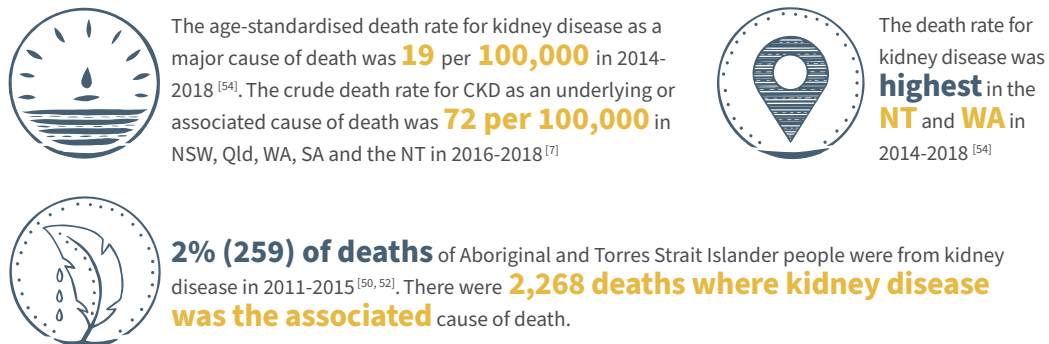 The age-standardised death rate for kidney disease as a
major cause of death was 19 per 100,000 in 2014-
2018 [54]. The crude death rate for CKD as an underlying or
associated cause of death was 72 per 100,000 in
NSW, Qld, WA, SA and the NT in 2016-2018 [7]
The death rate for
kidney disease was
highest in the
NT and WA in
2014-2018 [54]
2% (259) of deaths of Aboriginal and Torres Strait Islander people were from kidney
disease in 2011-2015 [50, 52]. There were 2,268 deaths where kidney disease
was the associated cause of death.